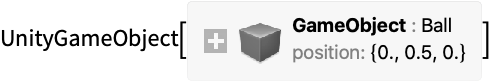 UnityGameObject[ GameObject : Ball
position: {0., 0.5, 0.} ]